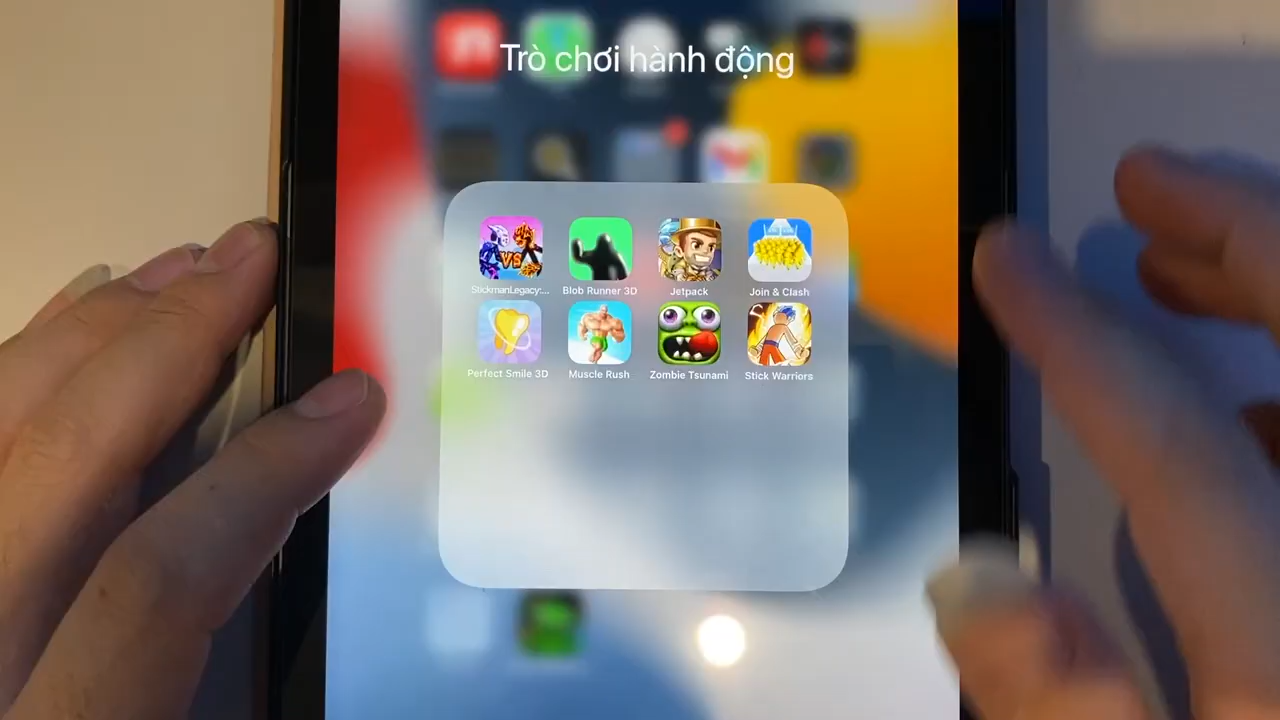 Trò chơi hành động
VS
StickmanLegacy:...
Blob Runner 3D
Jetpack
Join & Clash
Perfect Smile 3D
Muscle Rush
Zombie Tsunami
Stick Warriors